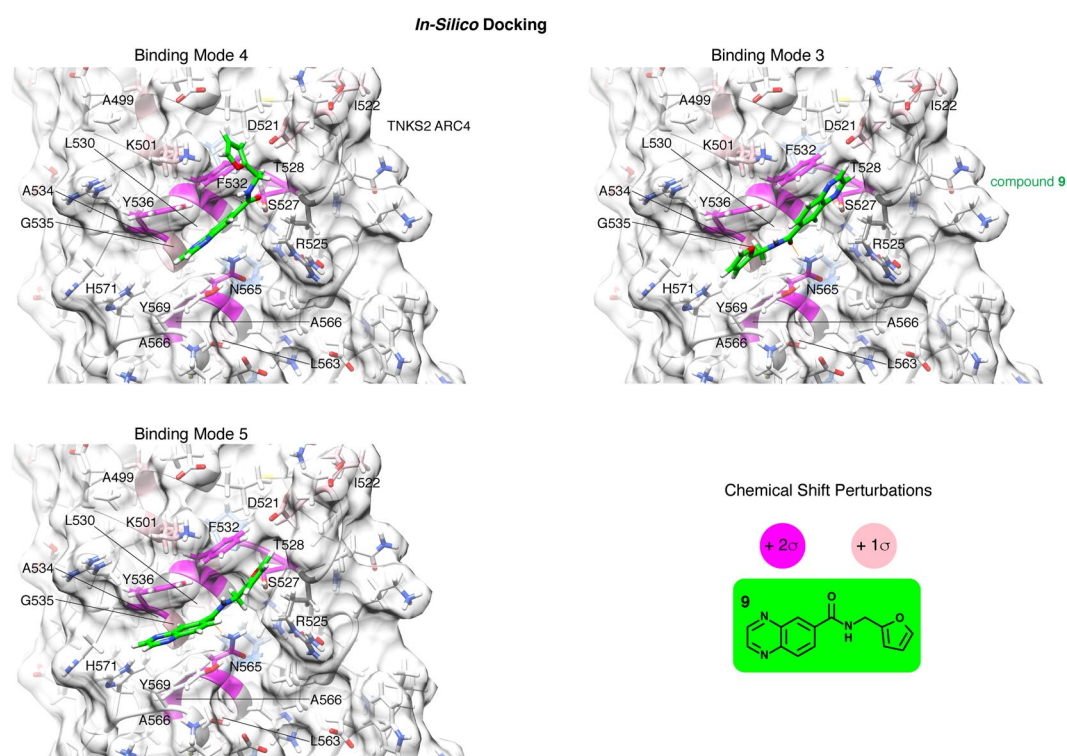 In-Silico Docking
Binding Mode 4
A499
I522
D521
TNKS2 ARC4
L530
K501
T528
F532
A534
Y536
S527
G535
R525
H571
N565
Y569
A566
A566
L563
Binding Mode 3
A499
I522
D521
L530
K501
F532
T528
compound 9
A534
Y536
S527
G535
R525
H571
N565
Y569
A566
A566
L563
Binding Mode 5
A499
I522
D521
L530
K501
F532
T528
A534
Y536
S527
G535
R525
H571
N565
Y569
A566
A566
L563
Chemical Shift Perturbations
+ 2σ
+ 1σ
9
O
N
N
N
H
O